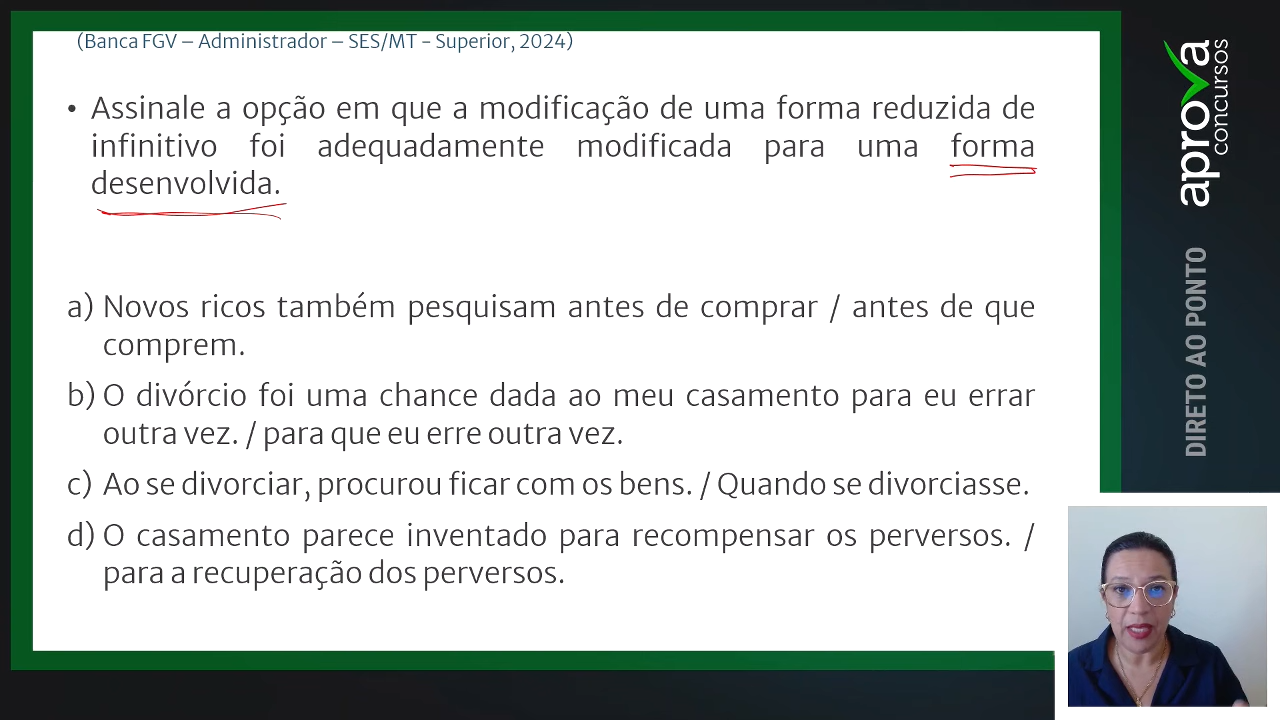 (Banca FGV – Administrador – SES/MT - Superior, 2024)
• Assinale a opção em que a modificação de uma forma reduzida de
infinitivo foi adequadamente modificada para uma forma
desenvolvida.
a) Novos ricos também pesquisam antes de comprar / antes de que
comprem.
b) O divórcio foi uma chance dada ao meu casamento para eu errar
outra vez. / para que eu erre outra vez.
c) Ao se divorciar, procurou ficar com os bens. / Quando se divorciasse.
d) O casamento parece inventado para recompensar os perversos. /
para a recuperação dos perversos.
aprova
concursos
DIRETO AO PONTO